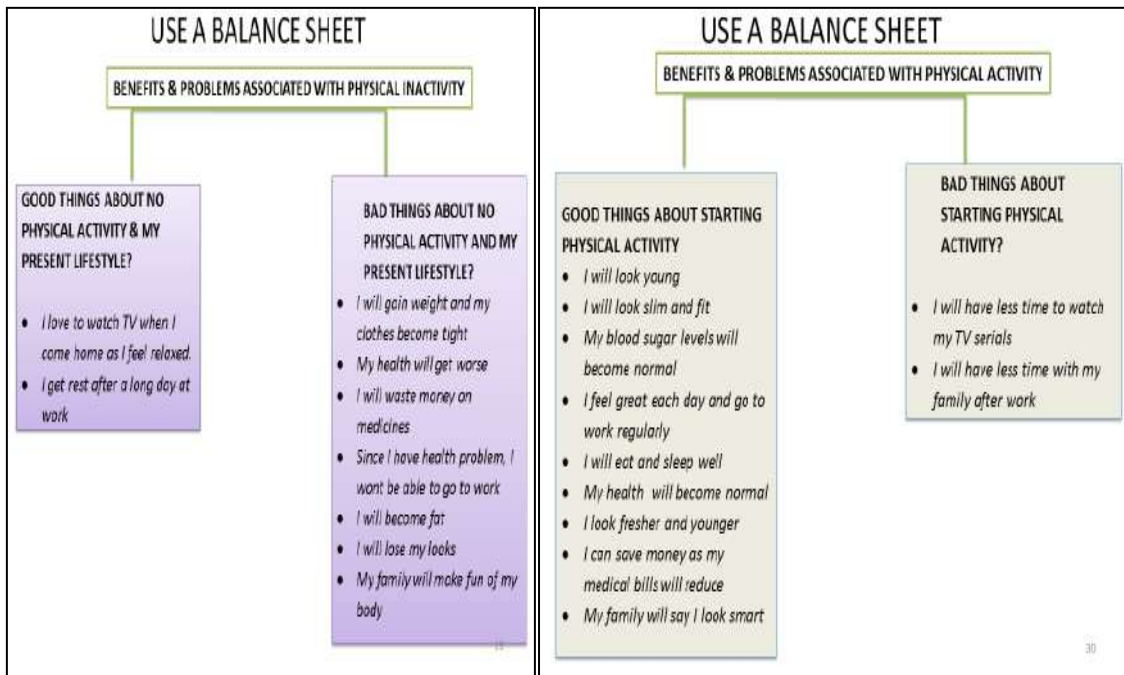 USE A BALANCE SHEET
BENEFITS & PROBLEMS ASSOCIATED WITH PHYSICAL INACTIVITY
GOOD THINGS ABOUT NO
PHYSICAL ACTIVITY & MY
PRESENT LIFESTYLE?
• I love to watch TV when I
come home as I feel relaxed.
• I get rest after a long day at
work
BAD THINGS ABOUT NO
PHYSICAL ACTIVITY AND MY
PRESENT LIFESTYLE?
• I will gain weight and my
clothes become tight
• My health will get worse
• I will waste money on
medicines
• Since I have health problem, I
wont be able to go to work
• I will become fat
• I will lose my looks
• My family will make fun of my
body
USE A BALANCE SHEET
BENEFITS & PROBLEMS ASSOCIATED WITH PHYSICAL ACTIVITY
GOOD THINGS ABOUT STARTING
PHYSICAL ACTIVITY
• I will look young
• I will look slim and fit
• My blood sugar levels will
become normal
• I feel great each day and go to
work regularly
• I will eat and sleep well
• My health will become normal
• I look fresher and younger
• I can save money as my
medical bills will reduce
• My family will say I look smart
BAD THINGS ABOUT
STARTING PHYSICAL
ACTIVITY?
• I will have less time to watch
my TV serials
• I will have less time with my
family after work
30